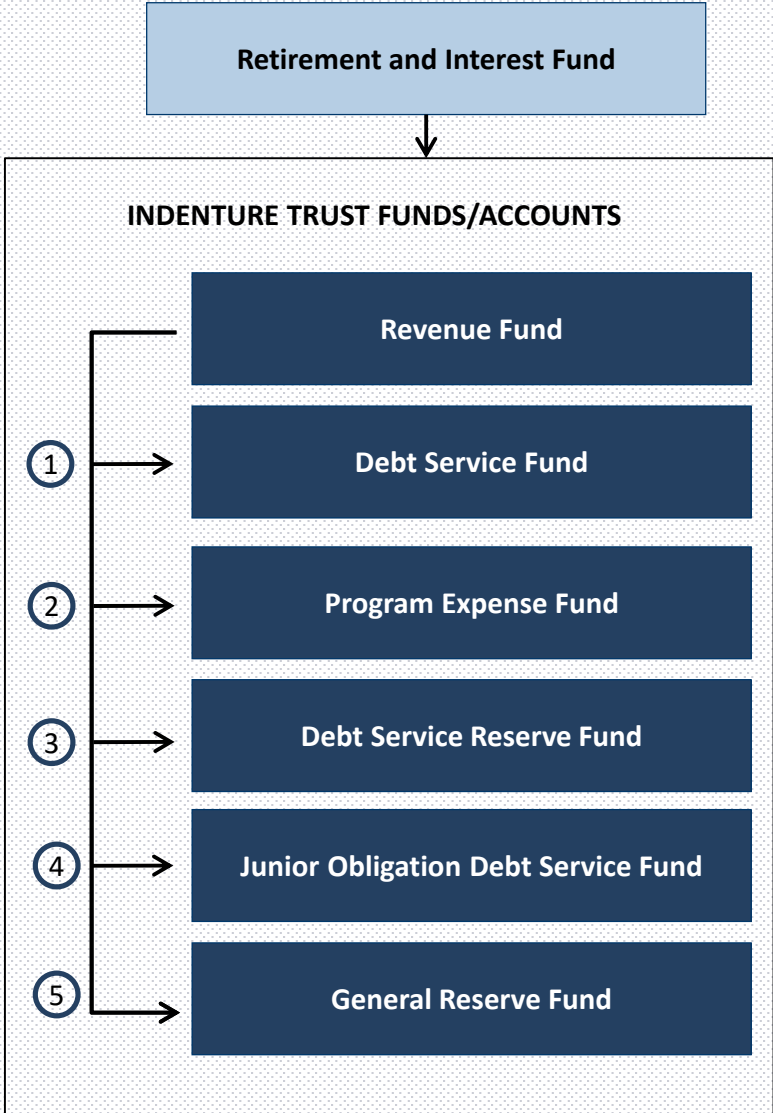 Retirement and Interest Fund
INDENTURE TRUST FUNDS/ACCOUNTS
Revenue Fund
1
Debt Service Fund
2
Program Expense Fund
3
Debt Service Reserve Fund
4
Junior Obligation Debt Service Fund
5
General Reserve Fund